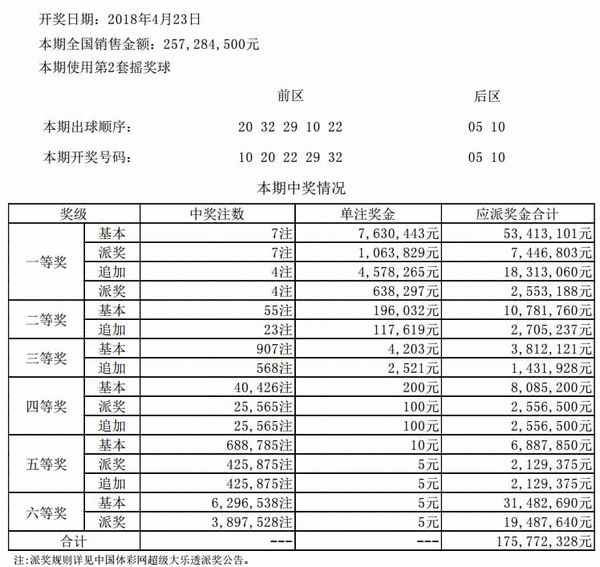 开奖日期：2018年4月23日
本期全国销售金额：257,284,500元
本期使用第2套摇奖球
前区 后区
本期出球顺序： 20 32 29 10 22 05 10
本期开奖号码： 10 20 22 29 32 05 10
本期中奖情况
奖级 中奖注数 单注奖金 应派奖金合计
一等奖 基本 7注 7,630,443元 53,413,101元
派奖 7注 1,063,829元 7,446,803元
追加 4注 4,578,265元 18,313,060元
派奖 4注 638,297元 2,553,188元
二等奖 基本 55注 196,032元 10,781,760元
追加 23注 117,619元 2,705,237元
三等奖 基本 907注 4,203元 3,812,121元
追加 568注 2,521元 1,431,928元
四等奖 基本 40,426注 200元 8,085,200元
派奖 25,565注 100元 2,556,500元
追加 25,565注 100元 2,556,500元
五等奖 基本 688,785注 10元 6,887,850元
派奖 425,875注 5元 2,129,375元
追加 425,875注 5元 2,129,375元
六等奖 基本 6,296,538注 5元 31,482,690元
派奖 3,897,528注 5元 19,487,640元
合计 --- --- 175,772,328元
注:派奖规则详见中国体彩网超级大乐透派奖公告。